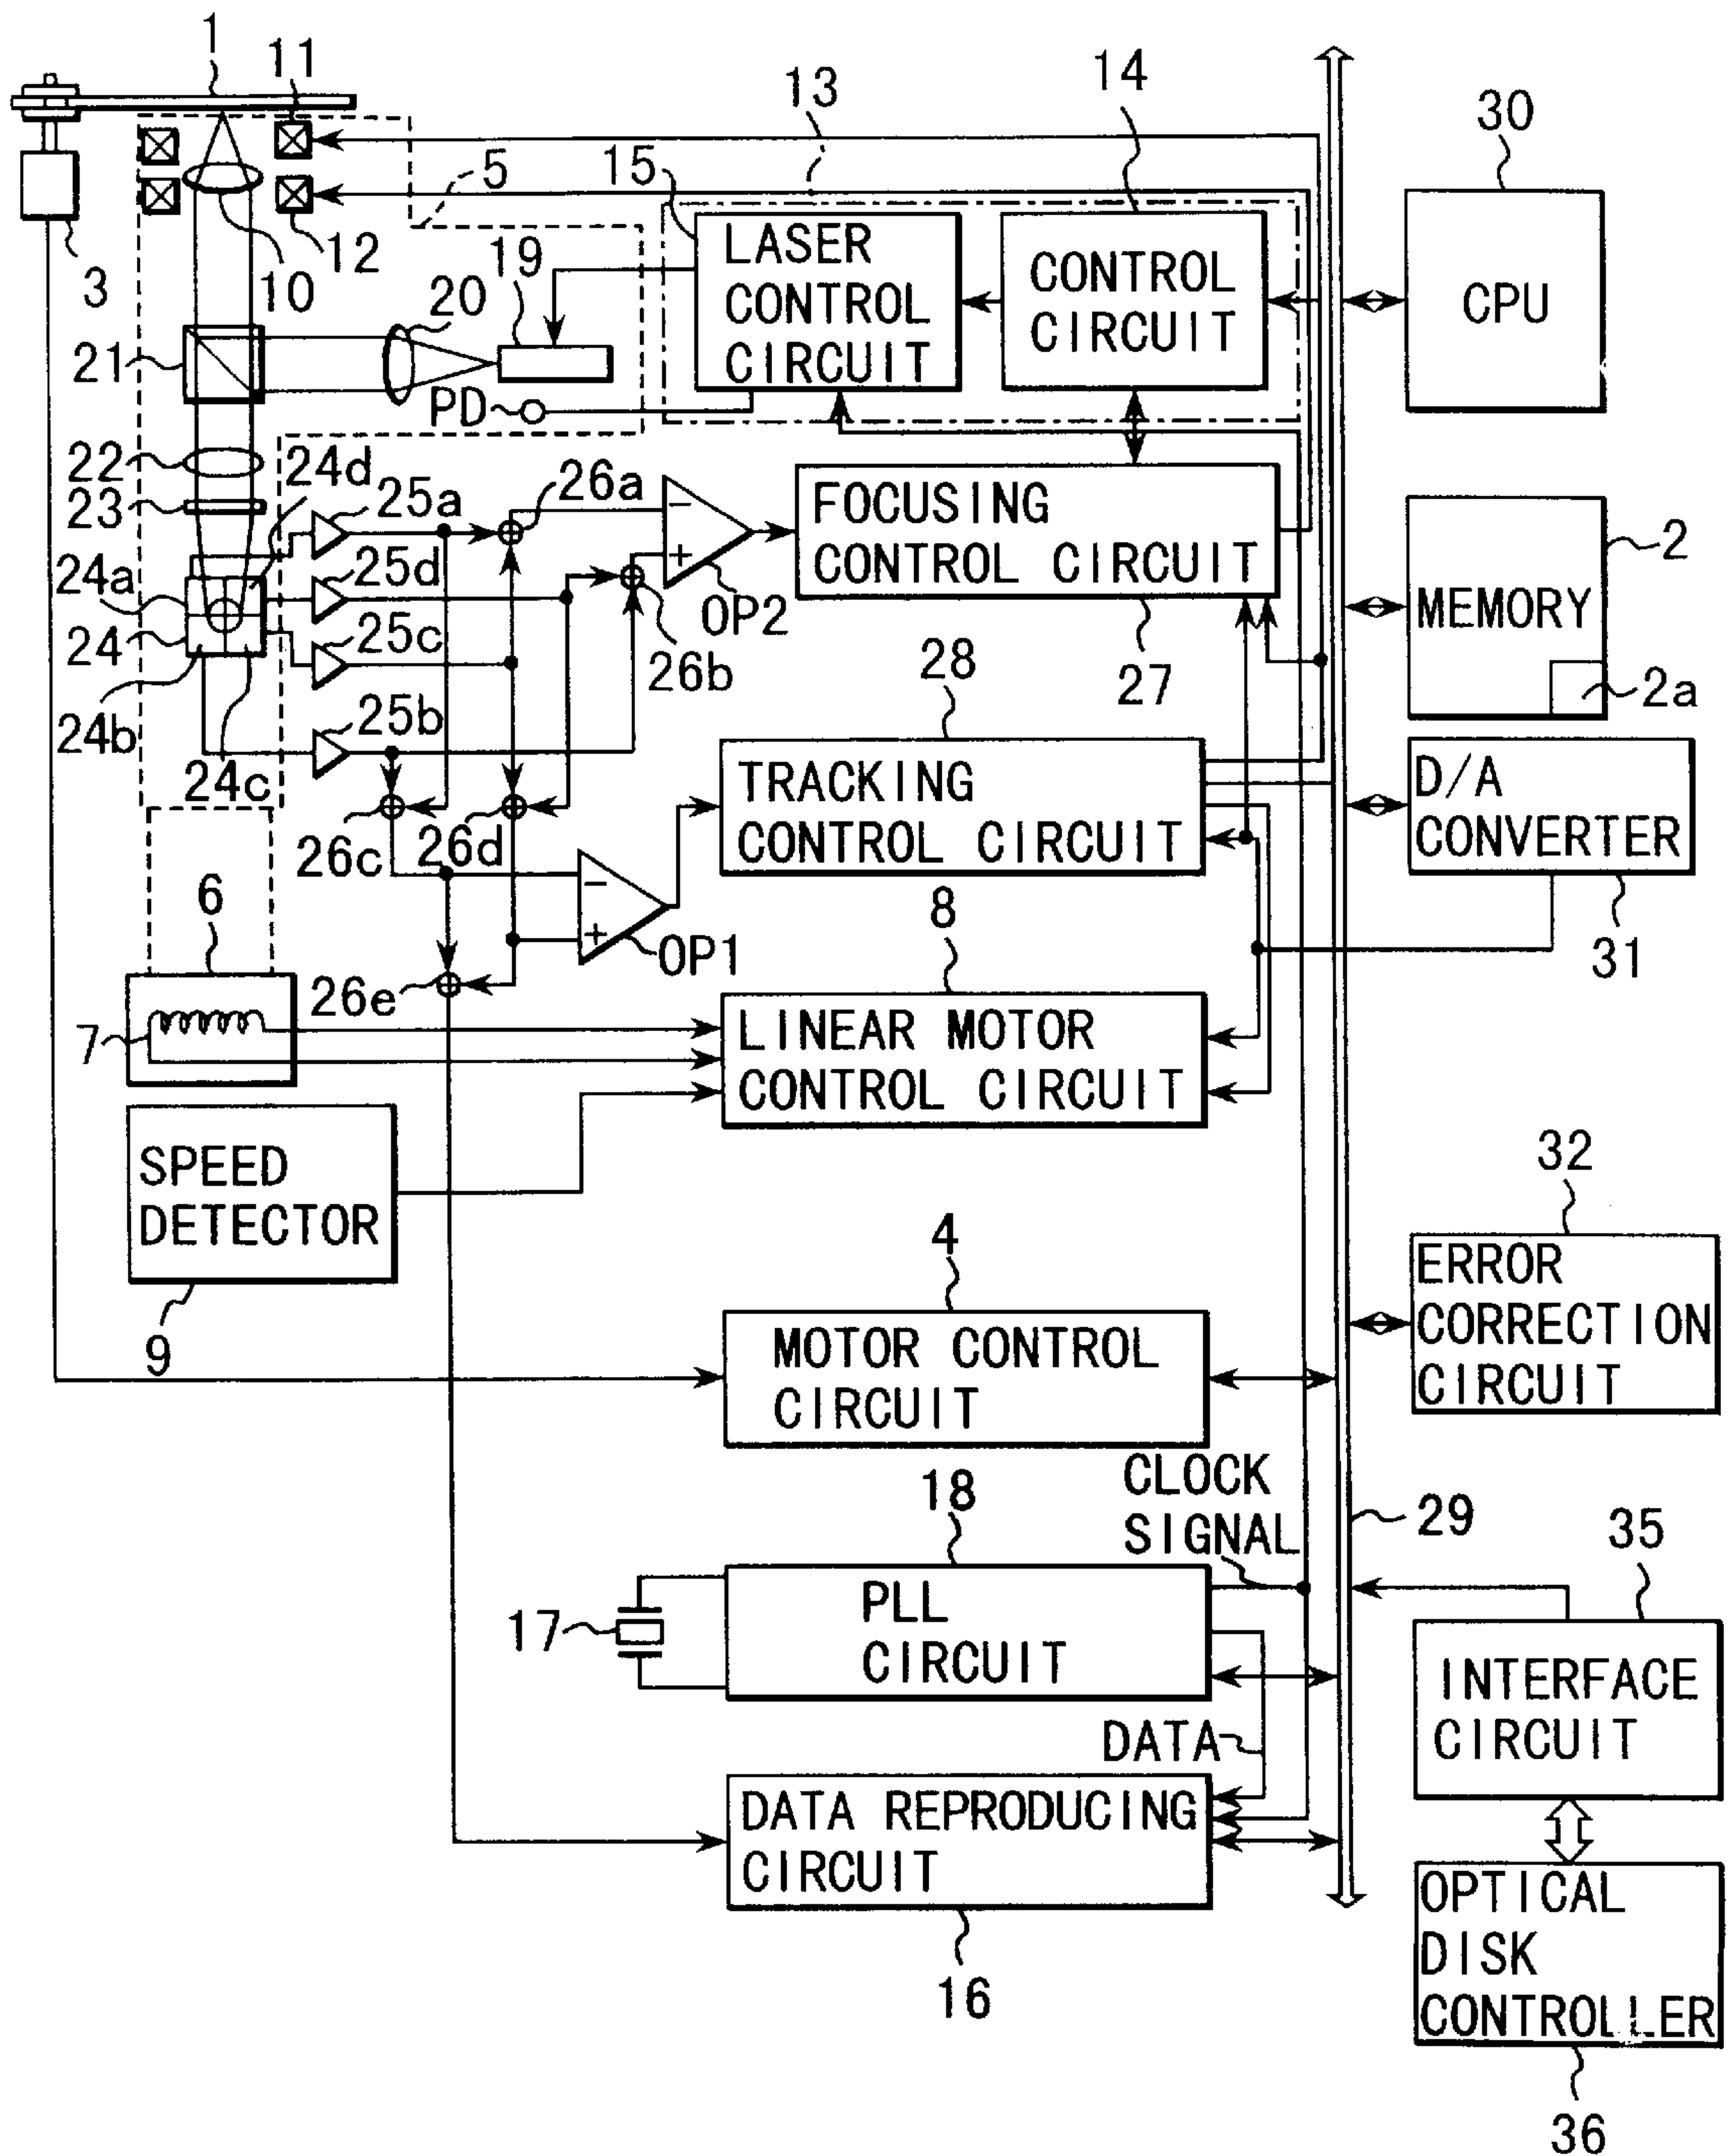 1
11
13
14
30
15
5
3
10
12
19
20
LASER
CONTROL
CIRCUIT
CONTROL
CIRCUIT
CPU
21
PD
22
23
24d
25a
26a
−
+
OP2
FOCUSING
CONTROL CIRCUIT
2
24a
25d
24
25c
26b
27
MEMORY
2a
28
24b
25b
24c
TRACKING
CONTROL CIRCUIT
D/A
CONVERTER
26c
26d
−
+
OP1
31
6
8
26e
7
LINEAR MOTOR
CONTROL CIRCUIT
SPEED
DETECTOR
9
32
4
ERROR
CORRECTION
CIRCUIT
MOTOR CONTROL
CIRCUIT
CLOCK
SIGNAL
18
29
35
17
PLL
CIRCUIT
INTERFACE
CIRCUIT
DATA
DATA REPRODUCING
CIRCUIT
16
OPTICAL
DISK
CONTROLLER
36